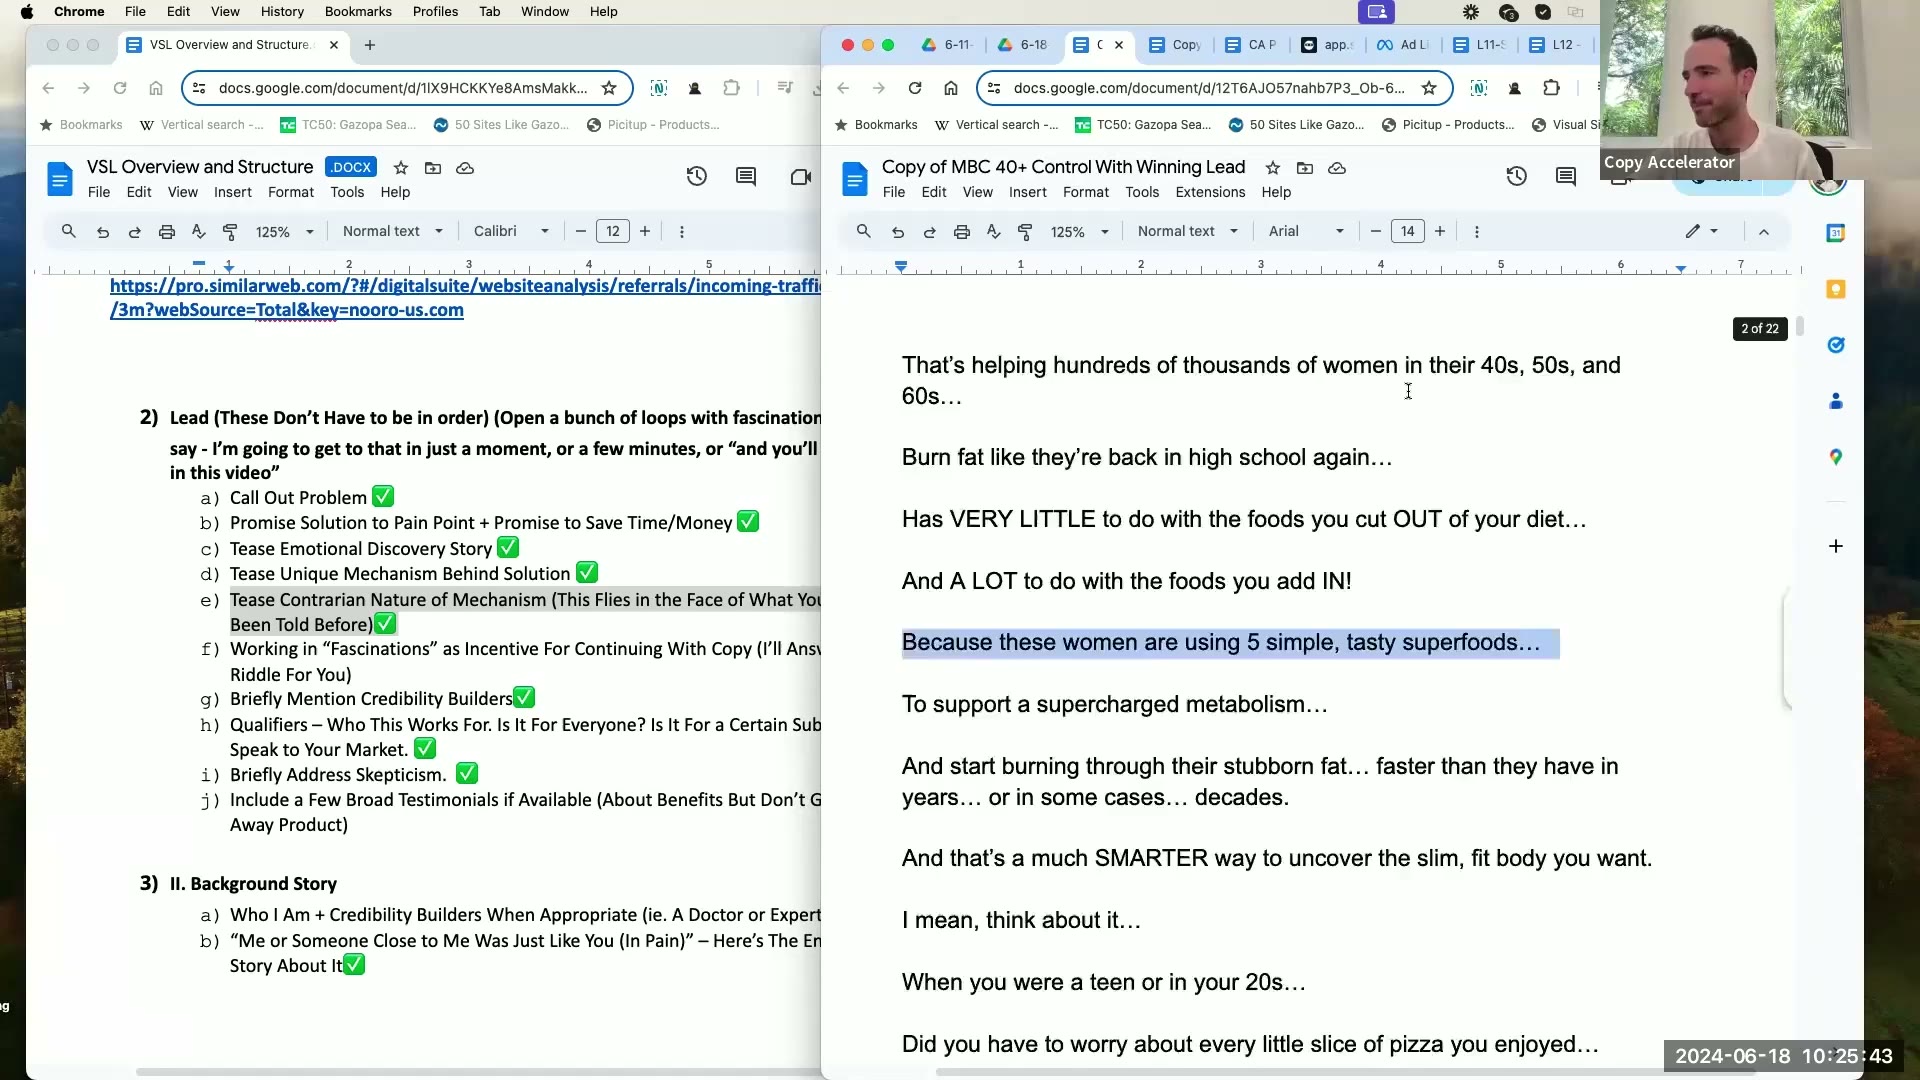 Chrome File Edit View History Bookmarks Profiles Tab Window Help
VSL Overview and Structure.
docs.google.com/document/d/1lX9HCKKYe8AmsMakk...
Bookmarks Vertical search -... TC50: Gazopa Sea... 50 Sites Like Gazo... Picitup - Products...
VSL Overview and Structure .DOCX
File Edit View Insert Format Tools Help
125% Normal text Calibri 12
1 2 3 4 5
https://pro.similarweb.com/?#/digitalsuite/websiteanalysis/referrals/incoming-traffi
/3m?webSource=Total&key=nooro-us.com
2) Lead (These Don’t Have to be in order) (Open a bunch of loops with fascination
say - I’m going to get to that in just a moment, or a few minutes, or “and you’ll
in this video”
a) Call Out Problem ✅
b) Promise Solution to Pain Point + Promise to Save Time/Money ✅
c) Tease Emotional Discovery Story ✅
d) Tease Unique Mechanism Behind Solution ✅
e) Tease Contrarian Nature of Mechanism (This Flies in the Face of What You
Been Told Before)✅
f) Working in “Fascinations” as Incentive For Continuing With Copy (I’ll Answ
Riddle For You)
g) Briefly Mention Credibility Builders✅
h) Qualifiers – Who This Works For. Is It For Everyone? Is It For a Certain Sub
Speak to Your Market. ✅
i) Briefly Address Skepticism. ✅
j) Include a Few Broad Testimonials if Available (About Benefits But Don’t G
Away Product)
3) II. Background Story
a) Who I Am + Credibility Builders When Appropriate (ie. A Doctor or Expert
b) “Me or Someone Close to Me Was Just Like You (In Pain)” – Here’s The En
Story About It✅
6-11- 6-18 C Copy CA P app.s Ad Li L11-S L12 -
docs.google.com/document/d/12T6AJO57nahb7P3_Ob-6...
Bookmarks Vertical search -... TC50: Gazopa Sea... 50 Sites Like Gazo... Picitup - Products... Visual Si
Copy of MBC 40+ Control With Winning Lead
File Edit View Insert Format Tools Extensions Help
125% Normal text Arial 14
1 2 3 4 5 6 7
2 of 22
That’s helping hundreds of thousands of women in their 40s, 50s, and
60s…
Burn fat like they’re back in high school again…
Has VERY LITTLE to do with the foods you cut OUT of your diet…
And A LOT to do with the foods you add IN!
Because these women are using 5 simple, tasty superfoods…
To support a supercharged metabolism…
And start burning through their stubborn fat… faster than they have in
years… or in some cases… decades.
And that’s a much SMARTER way to uncover the slim, fit body you want.
I mean, think about it…
When you were a teen or in your 20s…
Did you have to worry about every little slice of pizza you enjoyed…
Copy Accelerator
31
ng
2024-06-18 10:25:43